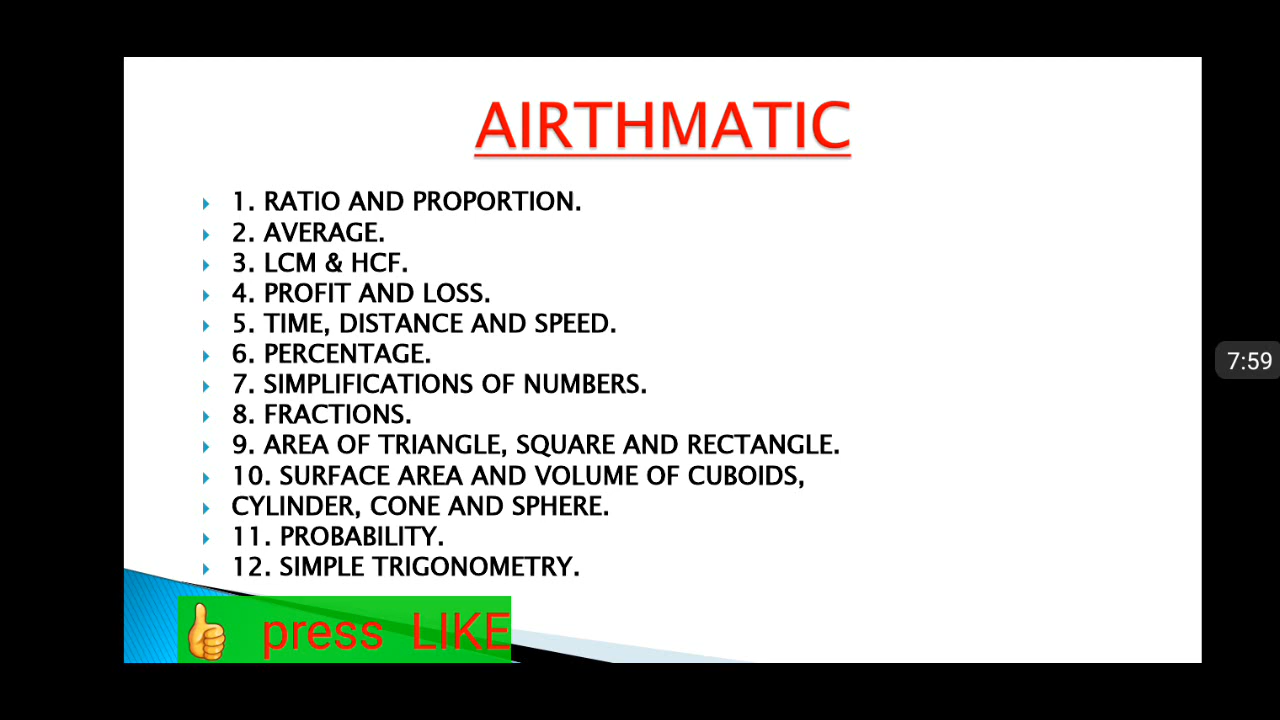 AIRTHMATIC
1. RATIO AND PROPORTION.
2. AVERAGE.
3. LCM & HCF.
4. PROFIT AND LOSS.
5. TIME, DISTANCE AND SPEED.
7:59
6. PERCENTAGE.
7. SIMPLIFICATIONS OF NUMBERS.
8. FRACTIONS.
9. AREA OF TRIANGLE, SQUARE AND RECTANGLE.
10. SURFACE AREA AND VOLUME OF CUBOIDS,
CYLINDER, CONE AND SPHERE.
11. PROBABILITY.
12. SIMPLE TRIGONOMETRY.
👍 press LIKE